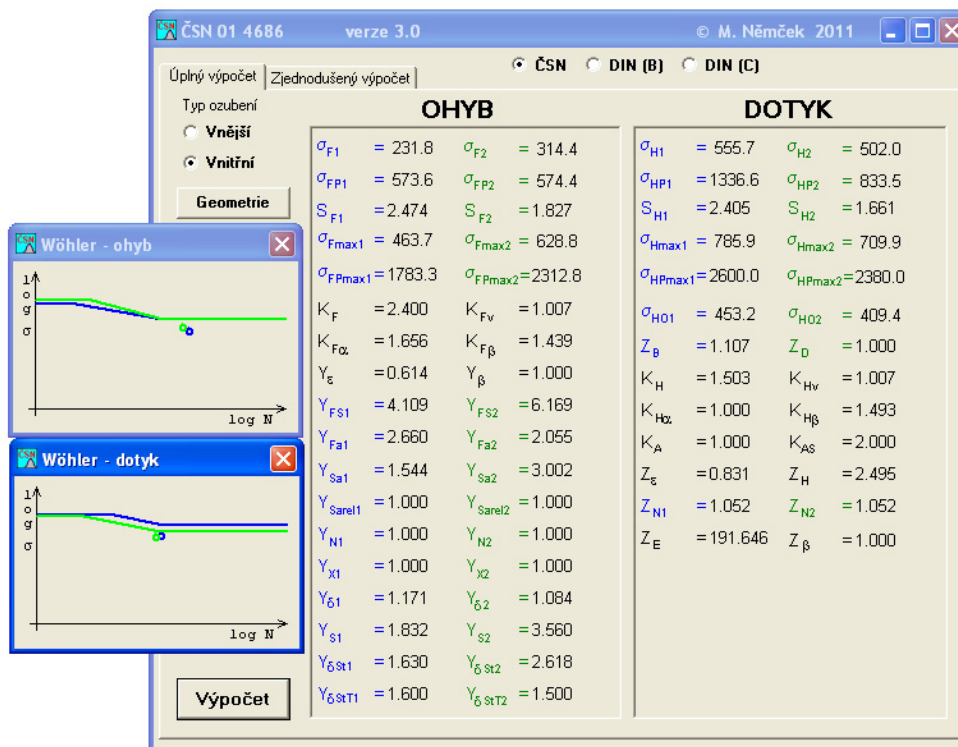 ČSN 01 4686 verze 3.0 © M. Němček 2011
ČSN DIN (B) DIN (C)
Úplný výpočet Zjednodušený výpočet
Typ ozubení
Vnější
Vnitřní
Geometrie
OHYB
σF1 = 231.8 σF2 = 314.4
σFP1 = 573.6 σFP2 = 574.4
SF1 =2.474 SF2 =1.827
σFmax1 = 463.7 σFmax2 = 628.8
σFPmax1 =1783.3 σFPmax2=2312.8
KF =2.400 KFv =1.007
KFα =1.656 KFβ =1.439
Yε =0.614 Yβ =1.000
YFS1 =4.109 YFS2 =6.169
YFa1 =2.660 YFa2 =2.055
YSa1 =1.544 YSa2 =3.002
YSarel1 =1.000 YSarel2 =1.000
YN1 =1.000 YN2 =1.000
YX1 =1.000 YX2 =1.000
Yδ1 =1.171 Yδ2 =1.084
YS1 =1.832 YS2 =3.560
YδSt1 =1.630 Yδ St2 =2.618
YδStT1 =1.600 Yδ StT2 =1.500
DOTYK
σH1 = 555.7 σH2 = 502.0
σHP1 =1336.6 σHP2 = 833.5
SH1 =2.405 SH2 =1.661
σHmax1 = 785.9 σHmax2 = 709.9
σHPmax1=2600.0 σHPmax2=2380.0
σHO1 = 453.2 σHO2 = 409.4
ZB =1.107 ZD =1.000
KH =1.503 KHv =1.007
KHα =1.000 KHβ =1.493
KA =1.000 KAS =2.000
Zε =0.831 ZH =2.495
ZN1 =1.052 ZN2 =1.052
ZE =191.646 Zβ =1.000
ČSN Wöhler - ohyb
log σ
log N
ČSN Wöhler - dotyk
log σ
log N
Výpočet